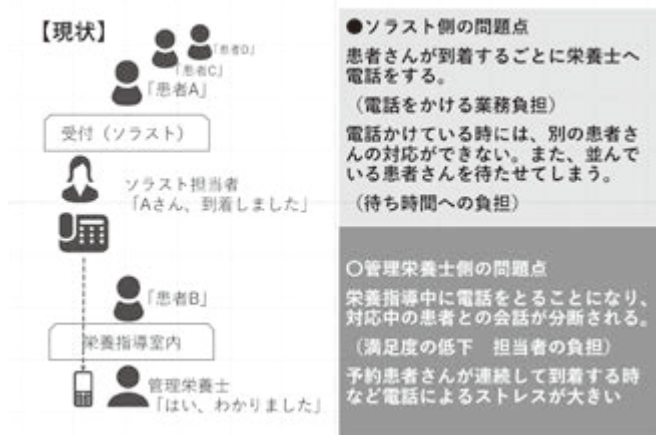 【現状】
「患者D」
「患者C」
「患者A」
受付（ソラスト）
ソラスト担当者
「Aさん、到着しました」
「患者B」
栄養指導室内
管理栄養士
「はい、わかりました」
●ソラスト側の問題点
患者さんが到着するごとに栄養士へ
電話をする。
（電話をかける業務負担）
電話かけている時には、別の患者さ
んの対応ができない。また、並んで
いる患者さんを待たせてしまう。
（待ち時間への負担）
〇管理栄養士側の問題点
栄養指導中に電話をとることになり、
対応中の患者との会話が分断される。
（満足度の低下　担当者の負担）
予約患者さんが連続して到着する時
など電話によるストレスが大きい